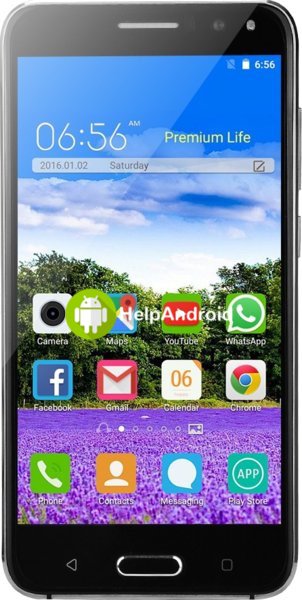 6:56
06:56 AM
Premium Life
2016.01.02 Saturday
HelpAndroid
Camera Maps YouTube WhatsApp
06
Facebook Gmail Calendar Chrome
APP
Phone Contacts Messaging Play Store